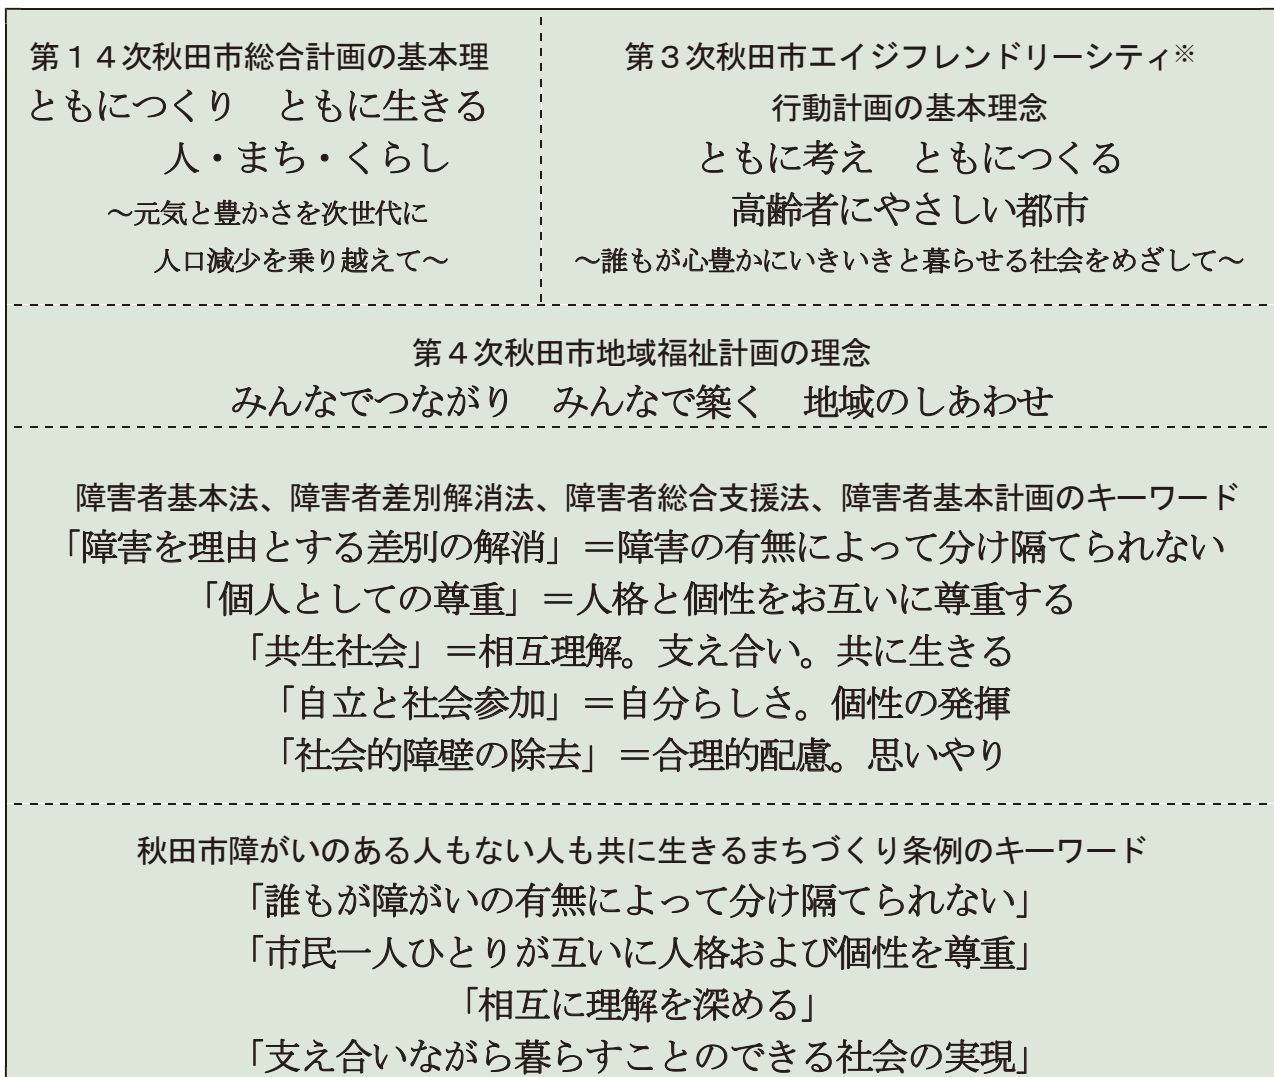 第１４次秋田市総合計画の基本理
ともにつくり　ともに生きる
人・まち・くらし
～元気と豊かさを次世代に
人口減少を乗り越えて～
第３次秋田市エイジフレンドリーシティ※
行動計画の基本理念
ともに考え　ともにつくる
高齢者にやさしい都市
～誰もが心豊かにいきいきと暮らせる社会をめざして～
第４次秋田市地域福祉計画の理念
みんなでつながり　みんなで築く　地域のしあわせ
障害者基本法、障害者差別解消法、障害者総合支援法、障害者基本計画のキーワード
「障害を理由とする差別の解消」＝障害の有無によって分け隔てられない
「個人としての尊重」＝人格と個性をお互いに尊重する
「共生社会」＝相互理解。支え合い。共に生きる
「自立と社会参加」＝自分らしさ。個性の発揮
「社会的障壁の除去」＝合理的配慮。思いやり
秋田市障がいのある人もない人も共に生きるまちづくり条例のキーワード
「誰もが障がいの有無によって分け隔てられない」
「市民一人ひとりが互いに人格および個性を尊重」
「相互に理解を深める」
「支え合いながら暮らすことのできる社会の実現」